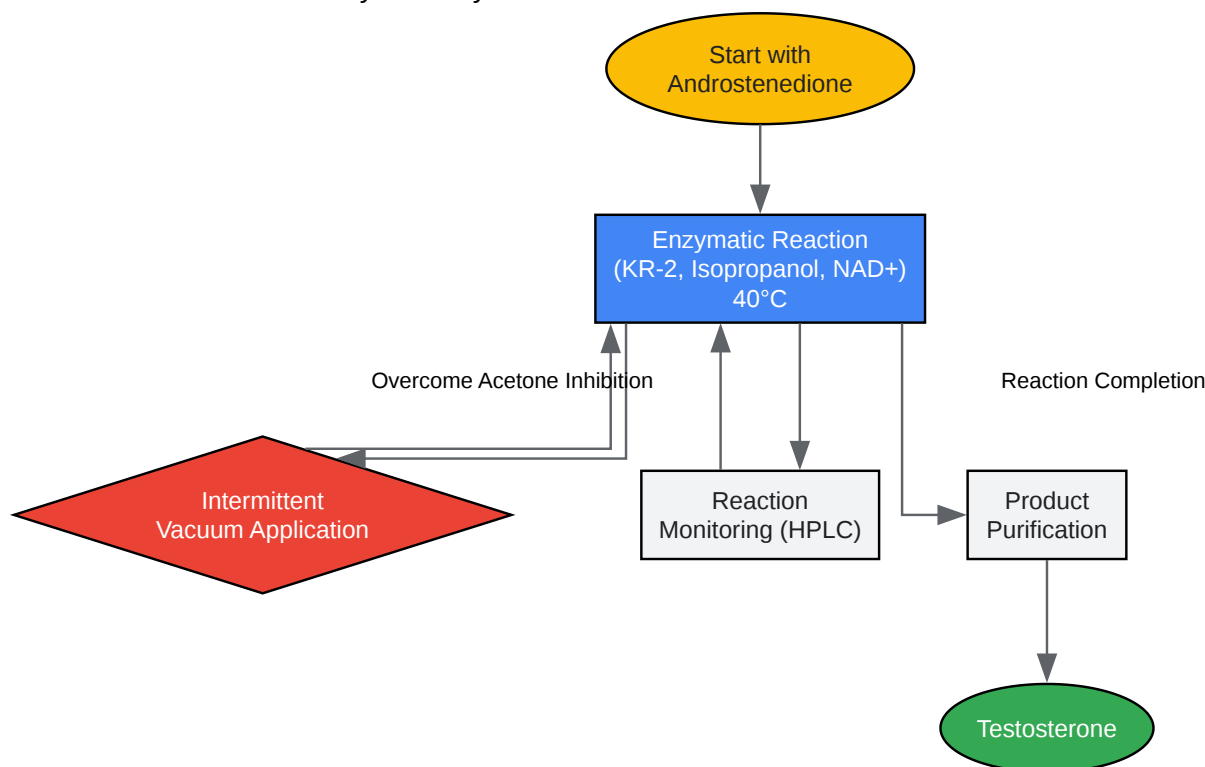 Start with
Androstenedione
Enzymatic Reaction
(KR-2, Isopropanol, NAD+)
40°C
Overcome Acetone Inhibition
Reaction Completion
Intermittent
Vacuum Application
Reaction
Monitoring (HPLC)
Product
Purification
Testosterone